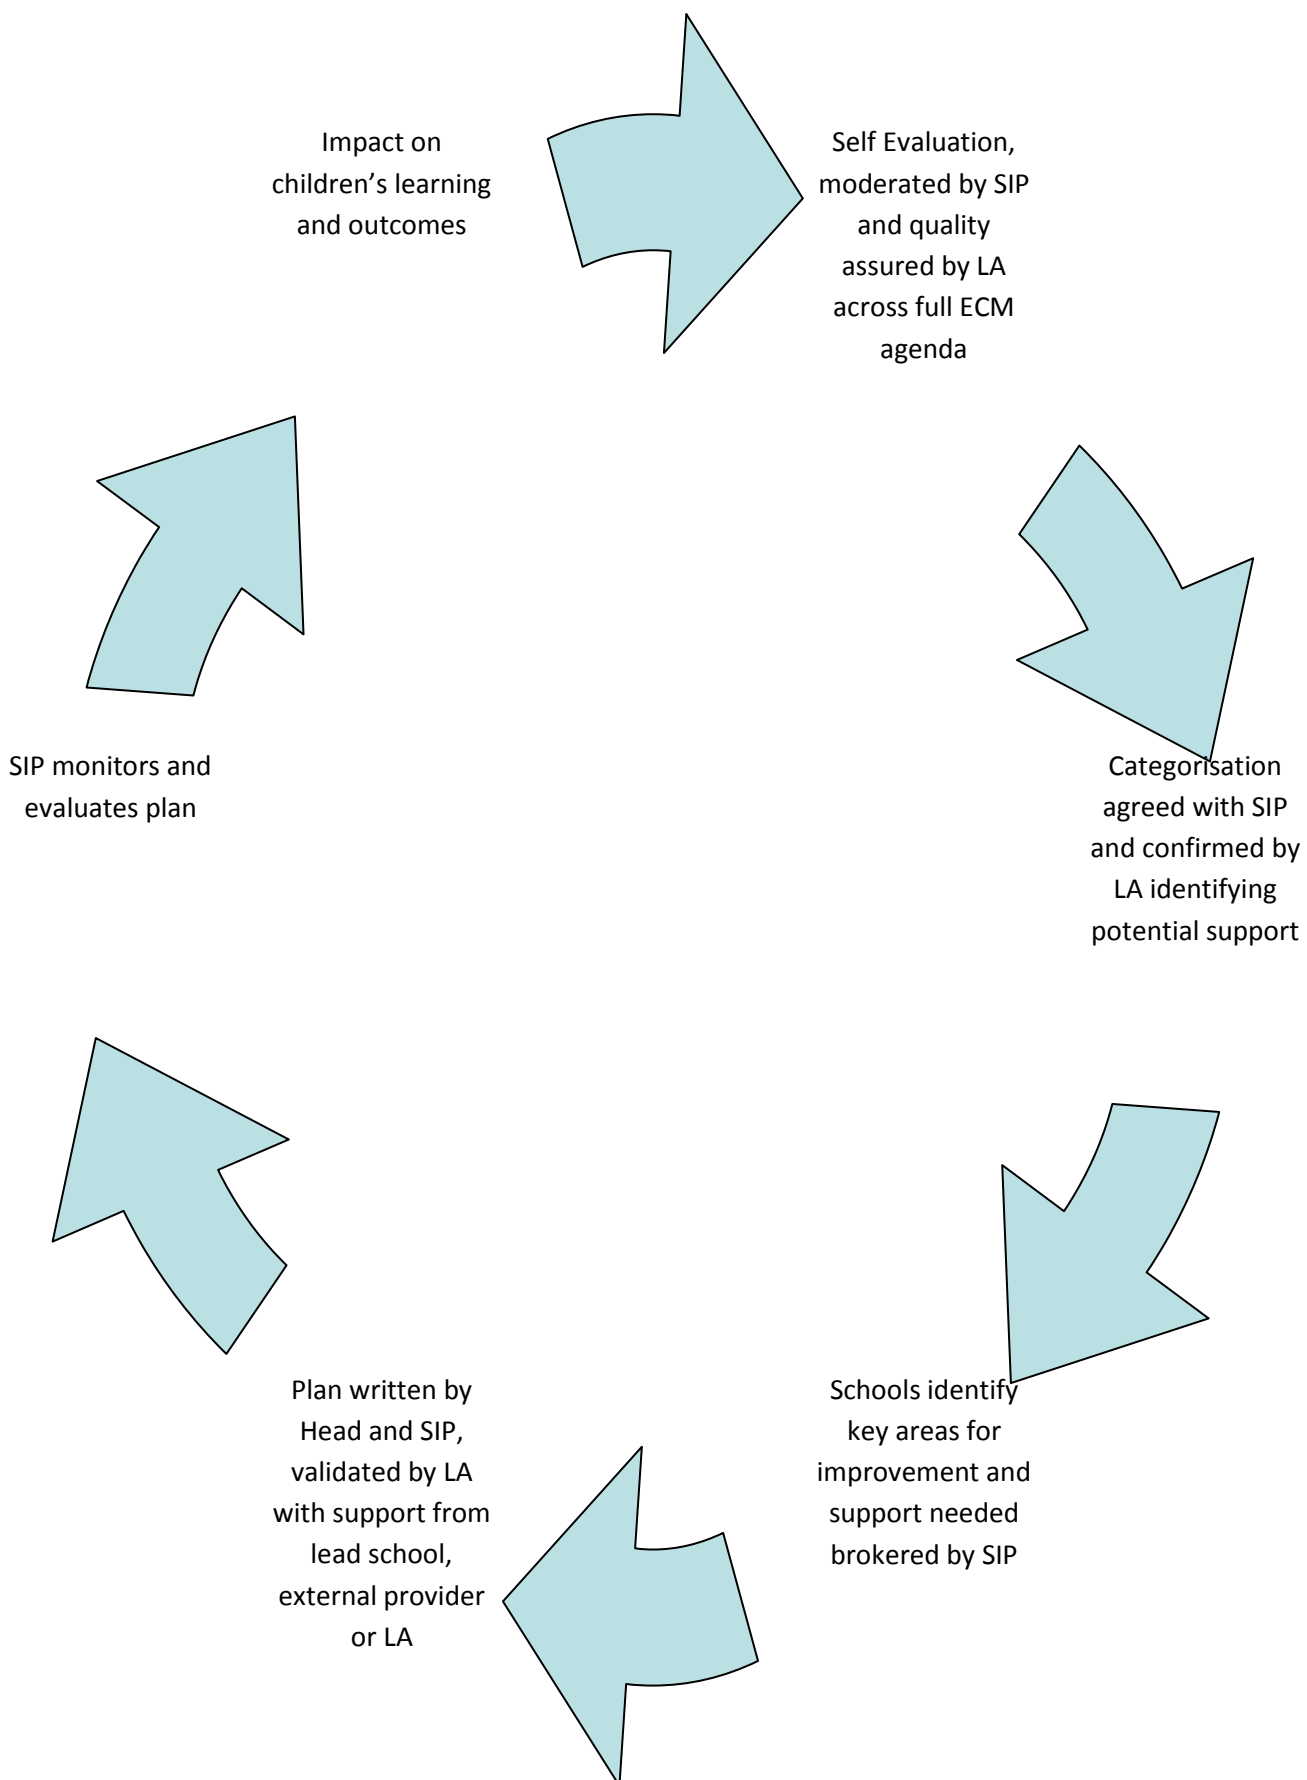 Impact on
children’s learning
and outcomes
Self Evaluation,
moderated by SIP
and quality
assured by LA
across full ECM
agenda
Categorisation
agreed with SIP
and confirmed by
LA identifying
potential support
Schools identify
key areas for
improvement and
support needed
brokered by SIP
Plan written by
Head and SIP,
validated by LA
with support from
lead school,
external provider
or LA
SIP monitors and
evaluates plan